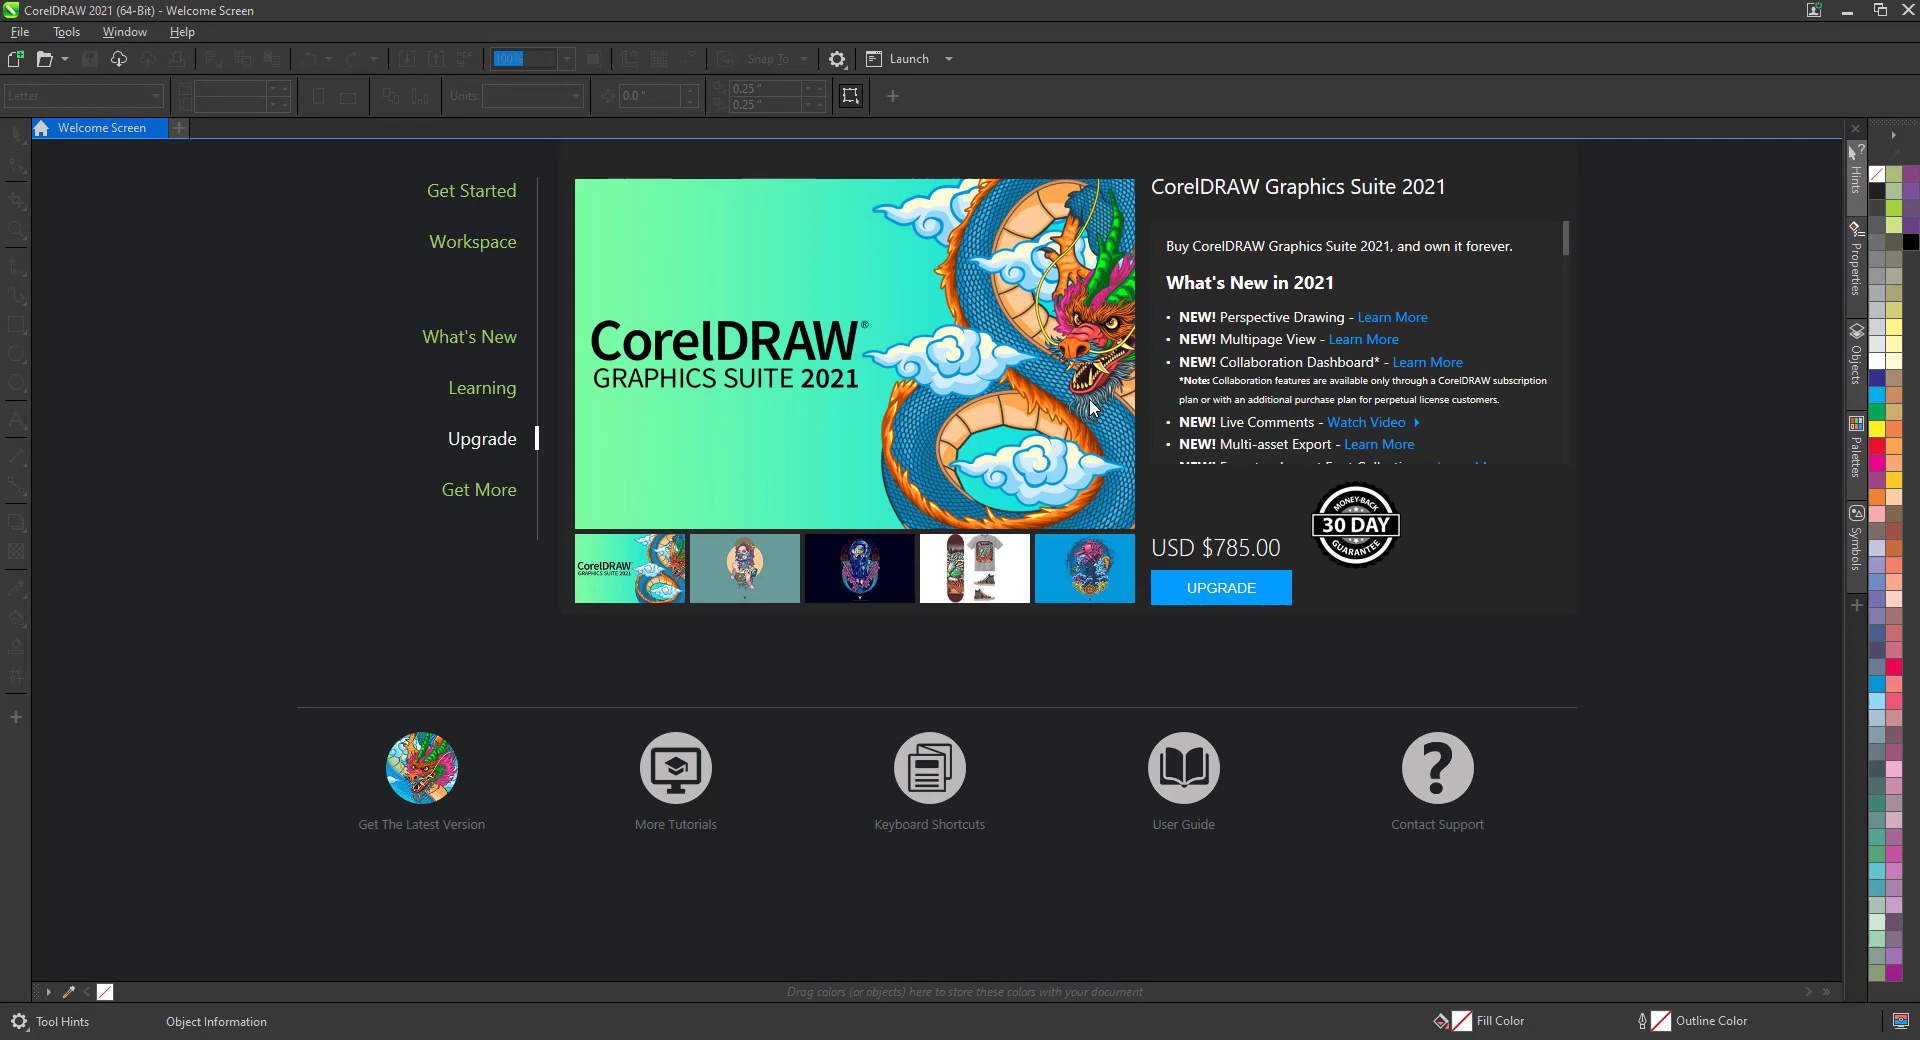 CorelDRAW 2021 (64-Bit) - Welcome Screen
File Tools Window Help
100% Snap To Launch
Letter Units: 0.0 " 0.25 "
0.25 "
Welcome Screen
Get Started
Workspace
What's New
Learning
Upgrade
Get More
CorelDRAW®
GRAPHICS SUITE 2021
CorelDRAW
GRAPHICS SUITE 2021
CorelDRAW Graphics Suite 2021
Buy CorelDRAW Graphics Suite 2021, and own it forever.
What's New in 2021
• NEW! Perspective Drawing - Learn More
• NEW! Multipage View - Learn More
• NEW! Collaboration Dashboard* - Learn More
*Note: Collaboration features are available only through a CorelDRAW subscription
plan or with an additional purchase plan for perpetual license customers.
• NEW! Live Comments - Watch Video
• NEW! Multi-asset Export - Learn More
USD $785.00
MONEY-BACK
30 DAY
GUARANTEE
UPGRADE
Get The Latest Version
More Tutorials
Keyboard Shortcuts
User Guide
Contact Support
Hints
Properties
Objects
Palettes
Symbols
Drag colors (or objects) here to store these colors with your document
Tool Hints Object Information Fill Color Outline Color